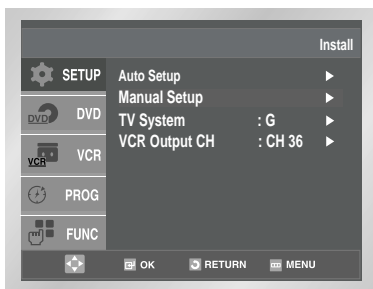 Install
SETUP
DVD DVD
VCR VCR
PROG
FUNC
Auto Setup
Manual Setup
TV System : G
VCR Output CH : CH 36
OK RETURN MENU